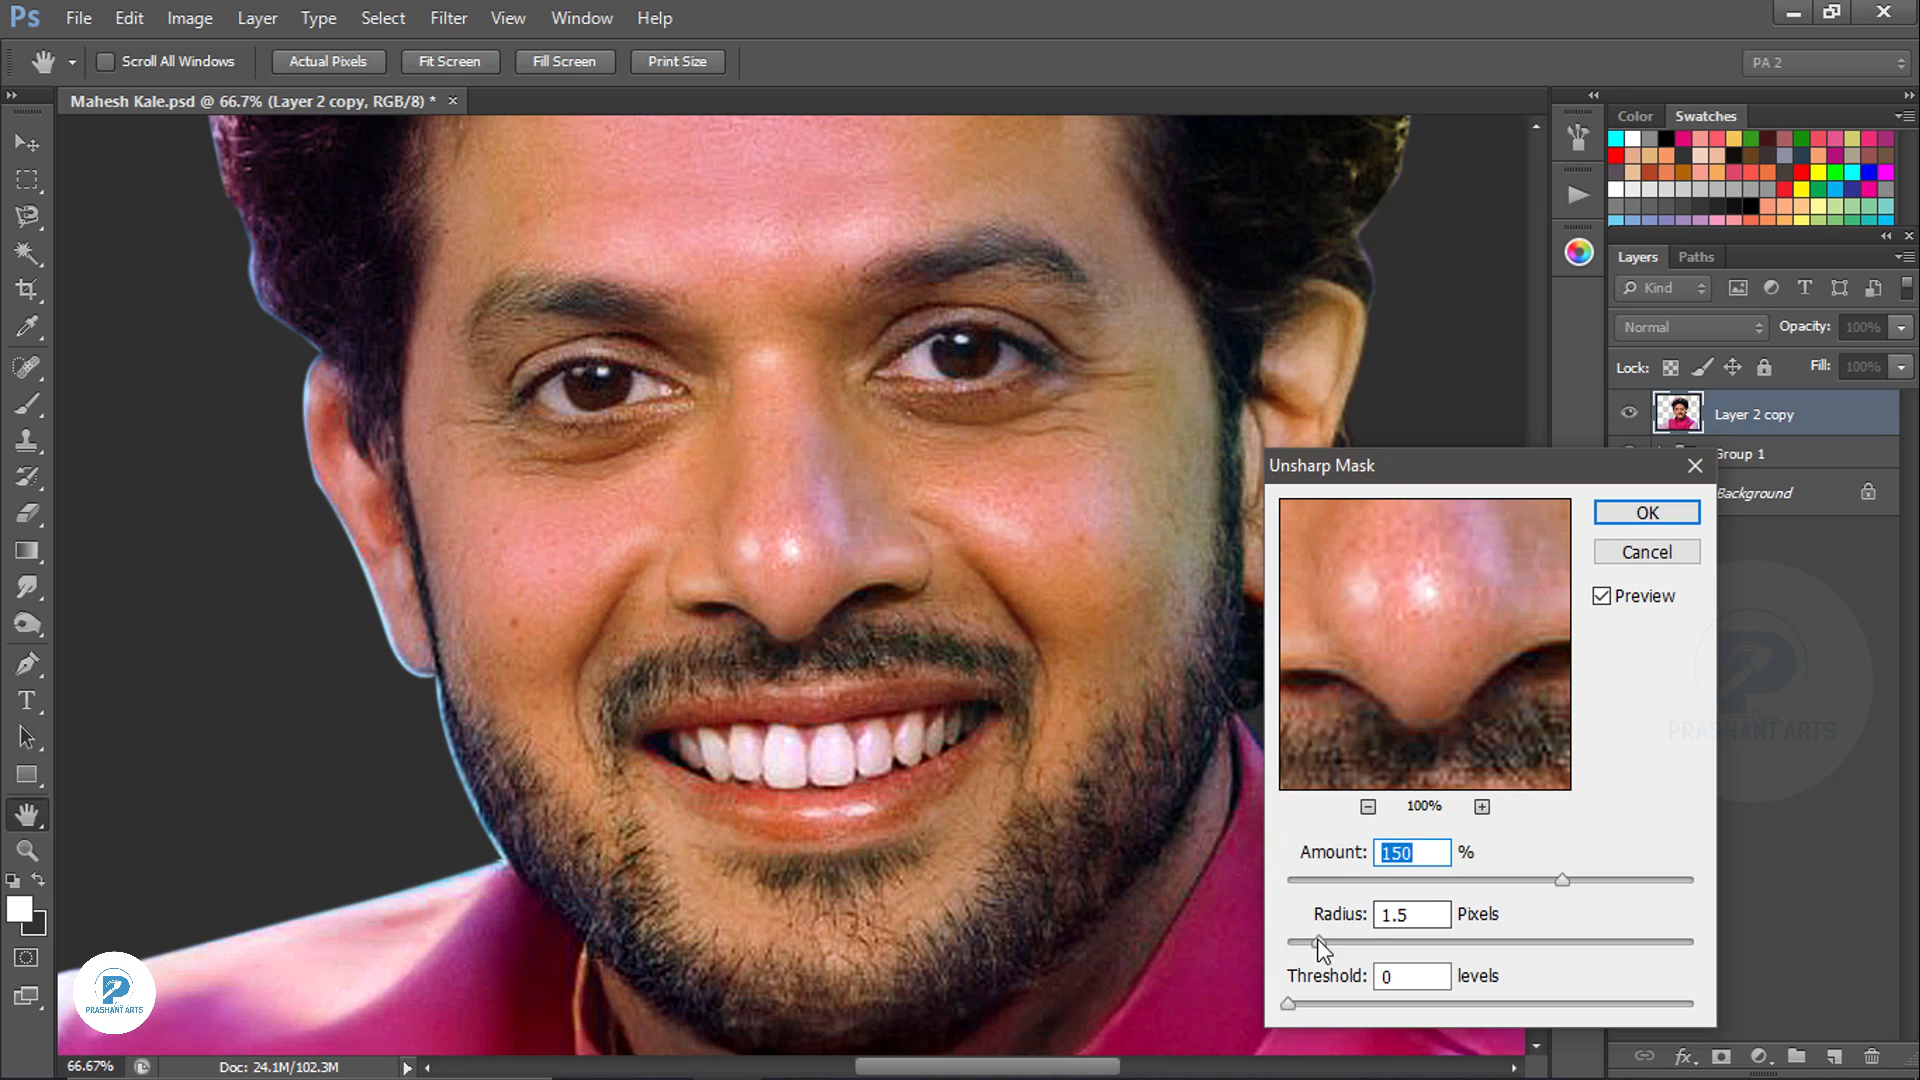 Ps File Edit Image Layer Type Select Filter View Window Help
Scroll All Windows Actual Pixels Fit Screen Fill Screen Print Size PA 2
Mahesh Kale.psd @ 66.7% (Layer 2 copy, RGB/8) *
Color Swatches
Layers Paths
Kind
Normal Opacity: 100%
Lock: Fill: 100%
Layer 2 copy
Group 1
Background
Unsharp Mask
OK
Cancel
Preview
100%
Amount: 150 %
Radius: 1.5 Pixels
Threshold: 0 levels
PRASHANT ARTS
PRASHANT ARTS
66.67% Doc: 24.1M/102.3M
fx